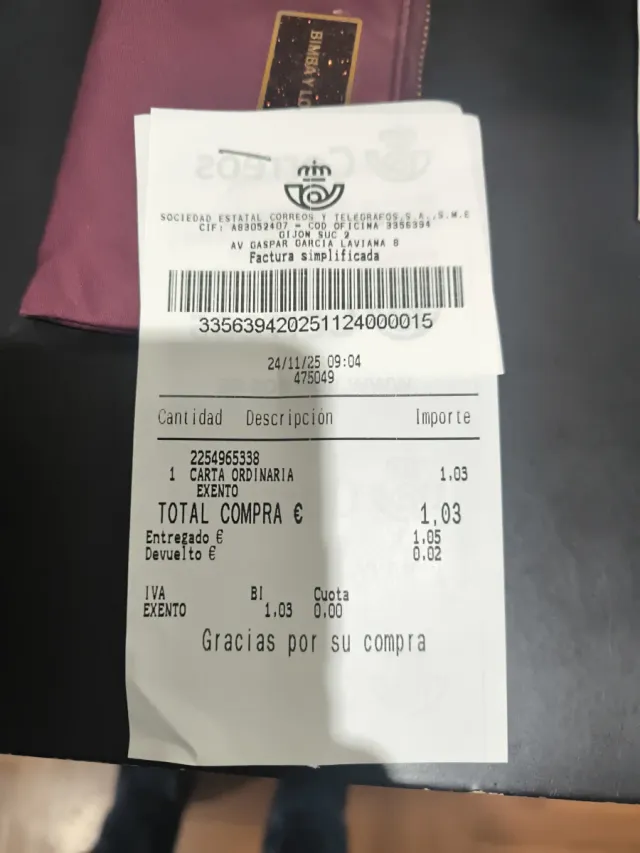 BIMBA Y LO
Correos
SOCIEDAD ESTATAL CORREOS Y TELEGRAFOS,S.A.,S.M.E
CIF: A83052407 - COD OFICINA 3356394
GIJON SUC 2
AV GASPAR GARCIA LAVIANA 8
Factura simplificada
335639420251124000015
24/11/25 09:04
475049
Cantidad Descripción Importe
2254965338
1 CARTA ORDINARIA 1,03
EXENTO
TOTAL COMPRA € 1,03
Entregado € 1,05
Devuelto € 0,02
IVA BI Cuota
EXENTO 1,03 0,00
Gracias por su compra